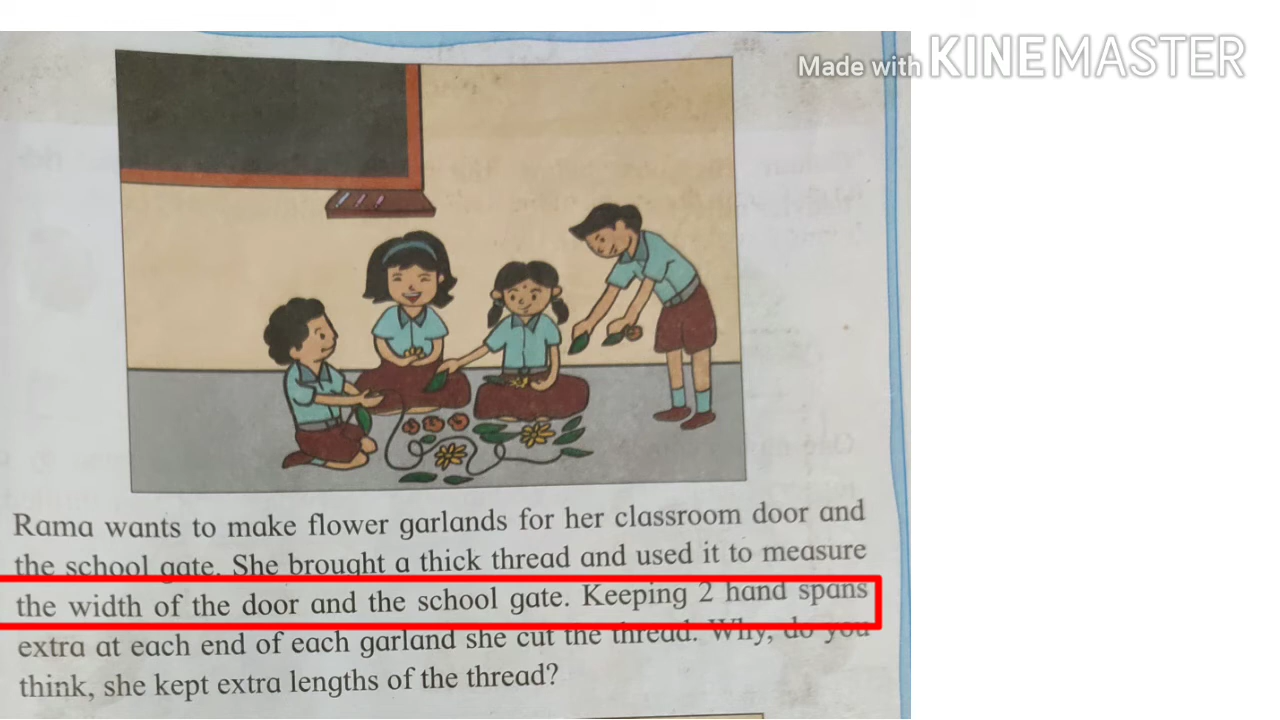 Made with KINEMASTER
Rama wants to make flower garlands for her classroom door and
the school gate. She brought a thick thread and used it to measure
the width of the door and the school gate. Keeping 2 hand spans
extra at each end of each garland she cut the thread. Why, do you
think, she kept extra lengths of the thread?